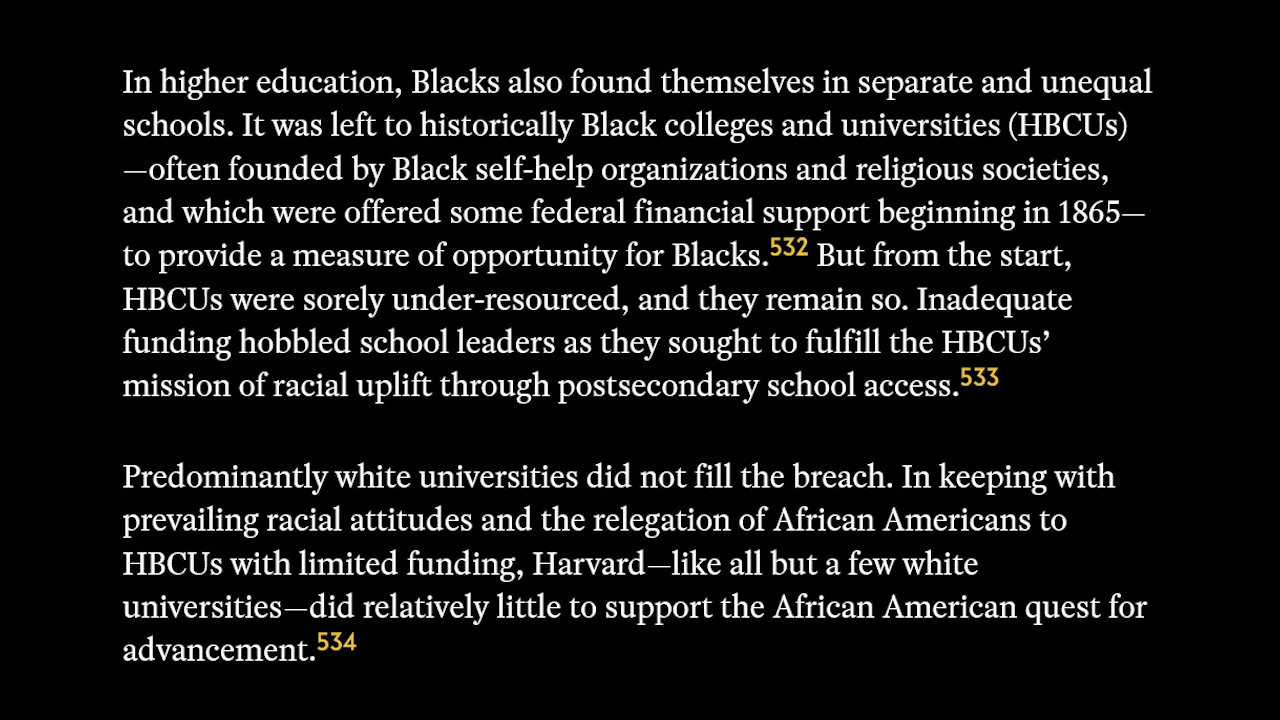 In higher education, Blacks also found themselves in separate and unequal
schools. It was left to historically Black colleges and universities (HBCUs)
—often founded by Black self-help organizations and religious societies,
and which were offered some federal financial support beginning in 1865—
to provide a measure of opportunity for Blacks.532 But from the start,
HBCUs were sorely under-resourced, and they remain so. Inadequate
funding hobbled school leaders as they sought to fulfill the HBCUs’
mission of racial uplift through postsecondary school access.533
Predominantly white universities did not fill the breach. In keeping with
prevailing racial attitudes and the relegation of African Americans to
HBCUs with limited funding, Harvard—like all but a few white
universities—did relatively little to support the African American quest for
advancement.534